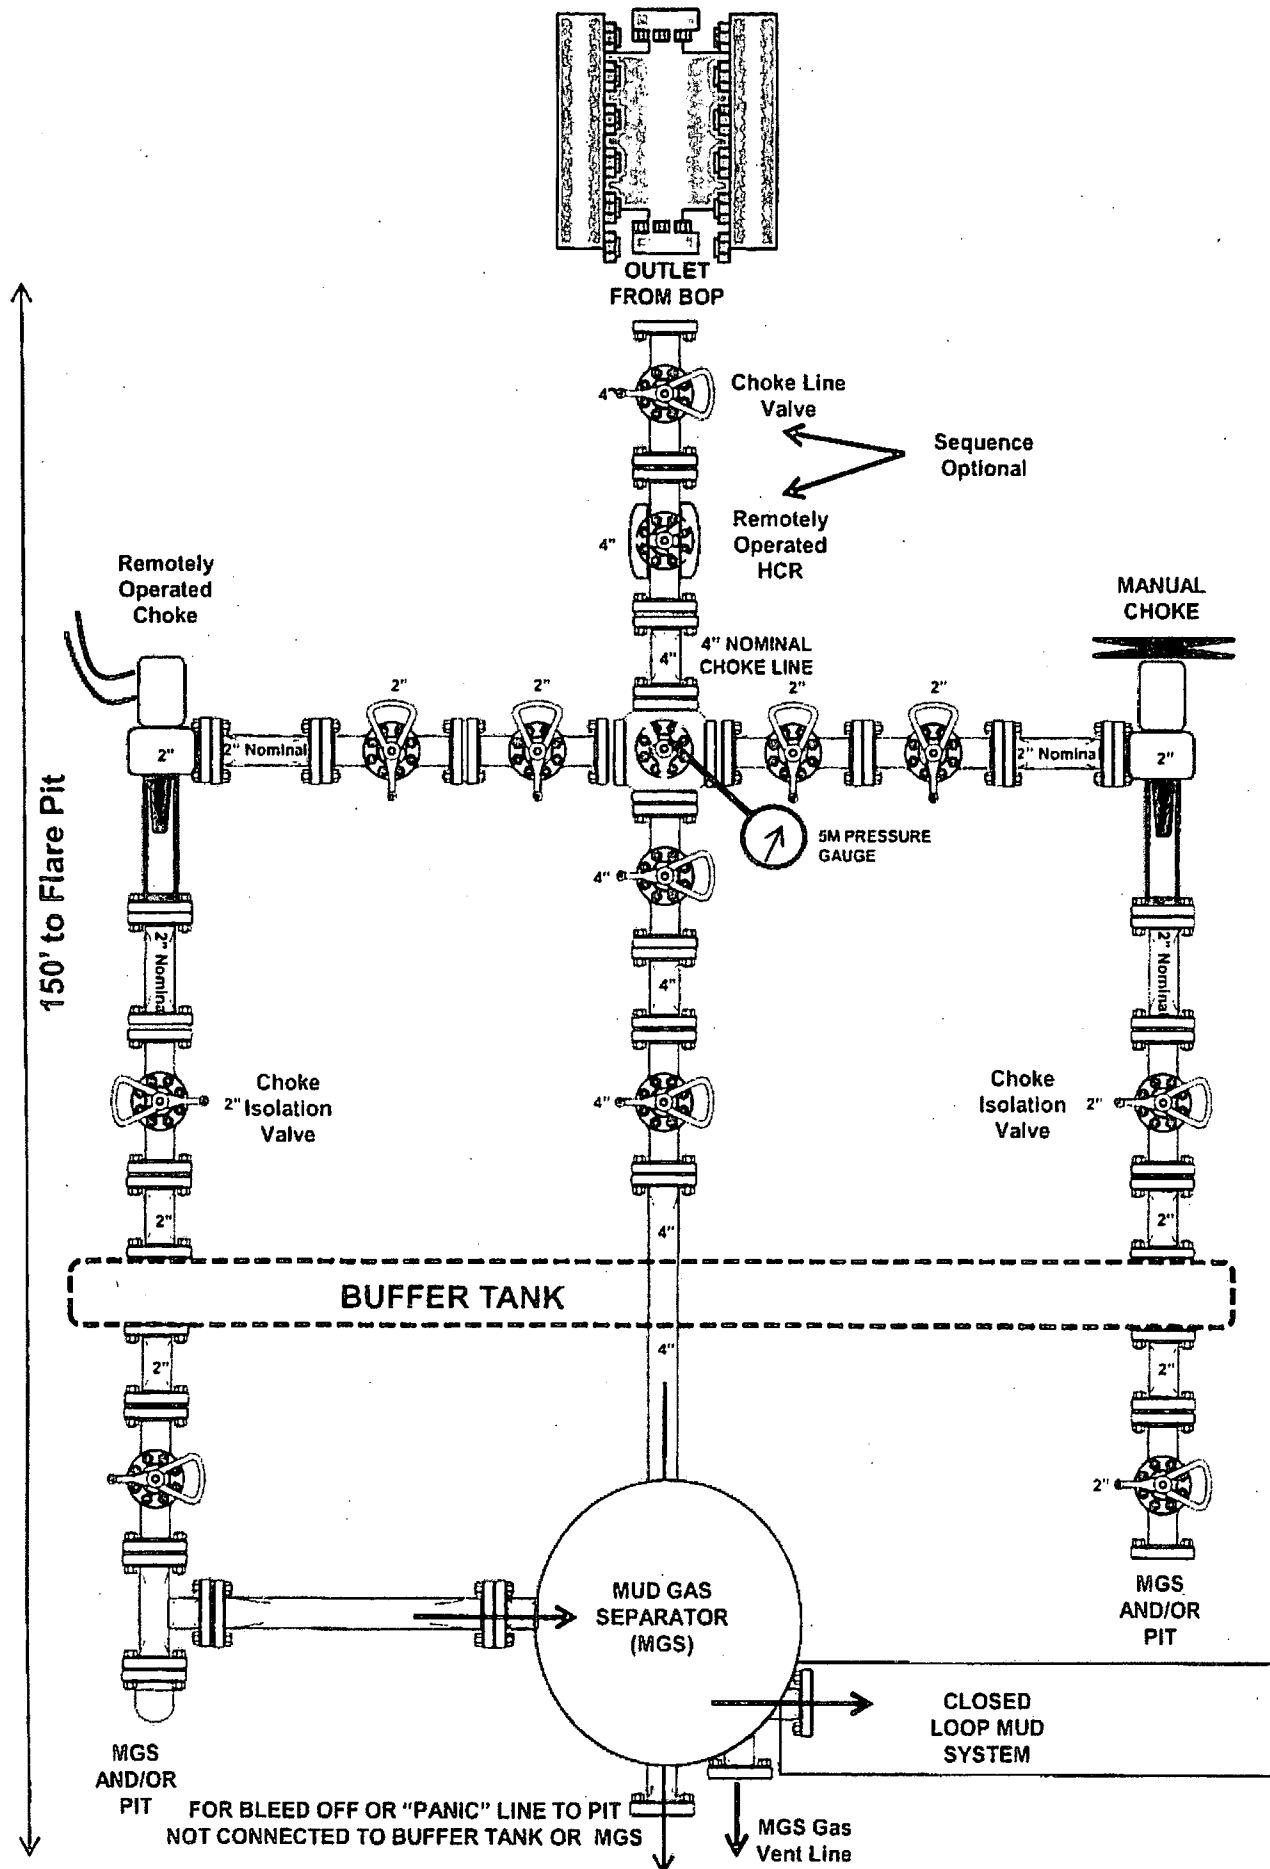 OUTLET
FROM BOP
4"
Choke Line
Valve
Sequence
Optional
4"
Remotely
Operated
HCR
Remotely
Operated
Choke
MANUAL
CHOKE
4"
4" NOMINAL
CHOKE LINE
2"
2"
2"
2"
2"
2" Nominal
2" Nominal
2"
5M PRESSURE
GAUGE
4"
150' to Flare Pit
2" Nominal
4"
2" Nominal
Choke
Isolation
Valve
2"
4"
Choke
Isolation
Valve
2"
2"
4"
2"
BUFFER TANK
2"
4"
2"
2"
MUD GAS
SEPARATOR
(MGS)
MGS
AND/OR
PIT
CLOSED
LOOP MUD
SYSTEM
MGS
AND/OR
PIT
FOR BLEED OFF OR "PANIC" LINE TO PIT
NOT CONNECTED TO BUFFER TANK OR MGS
MGS Gas
Vent Line